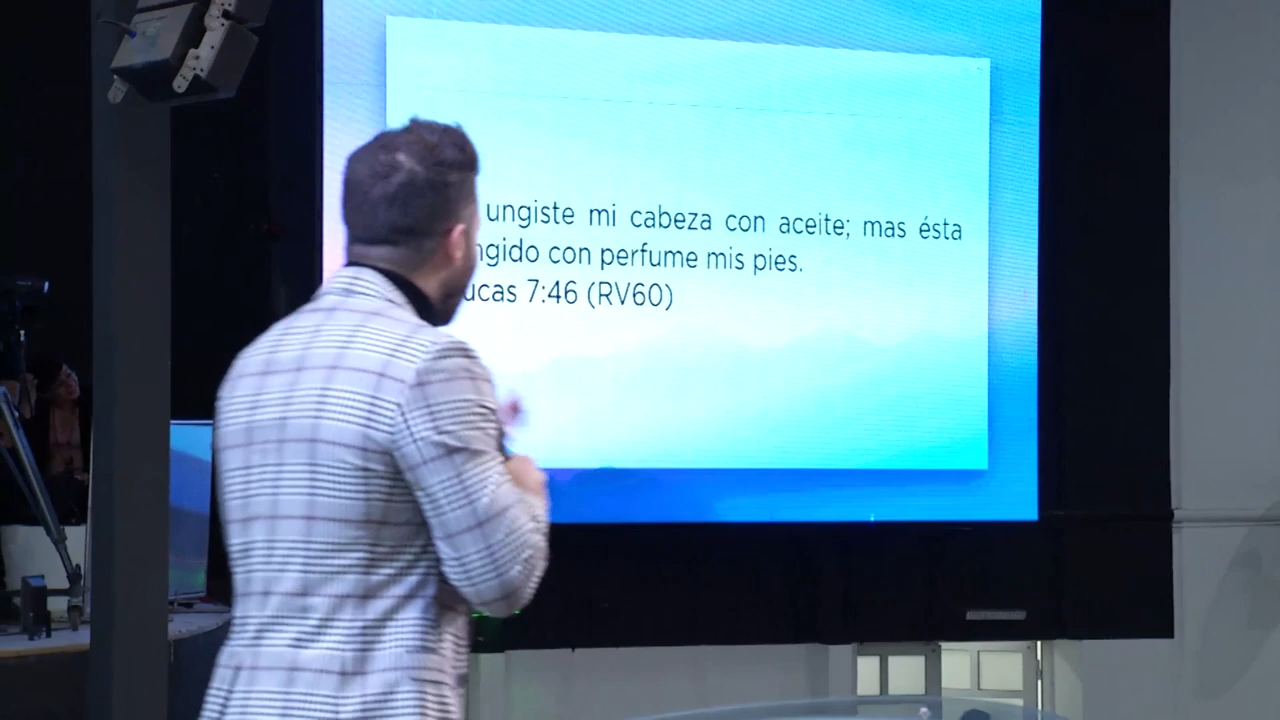 ungiste mi cabeza con aceite; mas ésta
ngido con perfume mis pies.
ucas 7:46 (RV60)